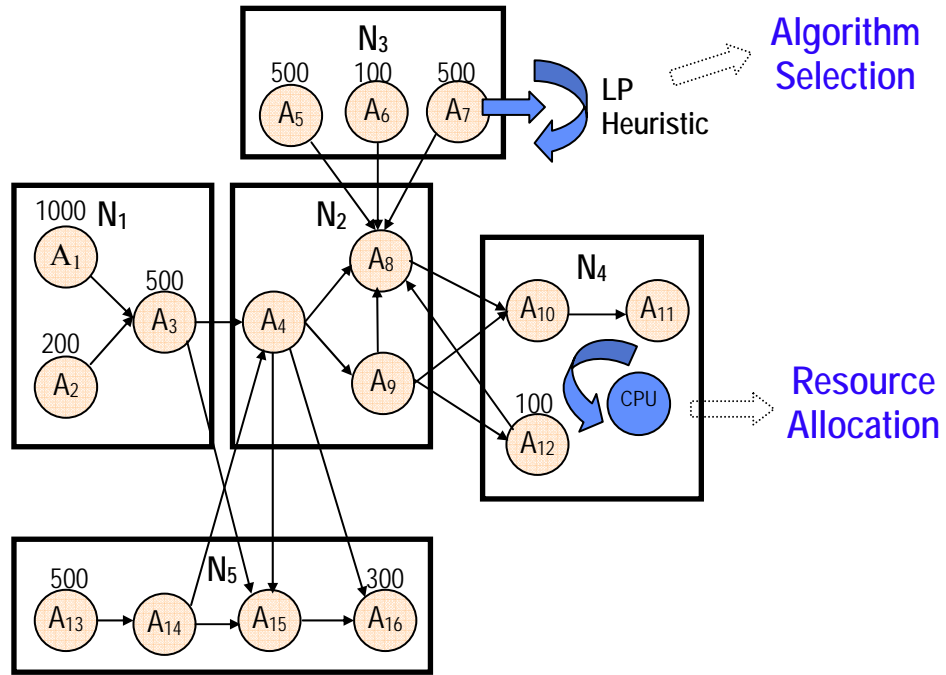 N3
500
100
500
A5
A6
A7
LP
Heuristic
Algorithm
Selection
N1
1000
A1
500
A3
200
A2
N2
A8
A4
A9
N4
A10
A11
CPU
100
A12
Resource
Allocation
N5
500
300
A13
A14
A15
A16